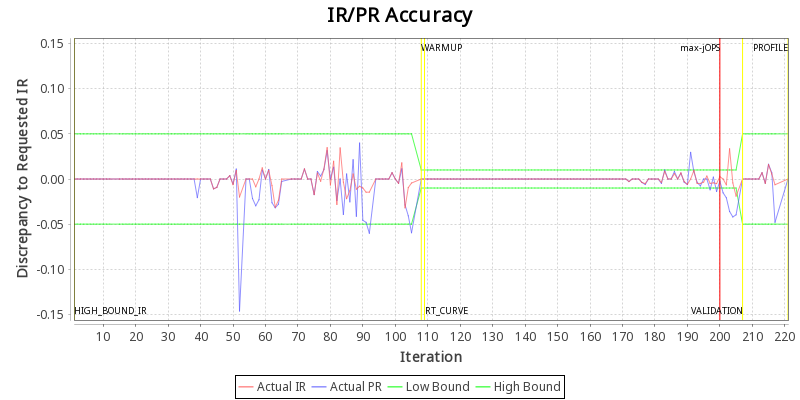 IR/PR Accuracy
Discrepancy to Requested IR
0.15
0.10
0.05
0.00
-0.05
-0.10
-0.15
WARMUP
max-jOPS
PROFILE
HIGH_BOUND_IR
RT_CURVE
VALIDATION
10 20 30 40 50 60 70 80 90 100 110 120 130 140 150 160 170 180 190 200 210 220
Iteration
Actual IR Actual PR Low Bound High Bound